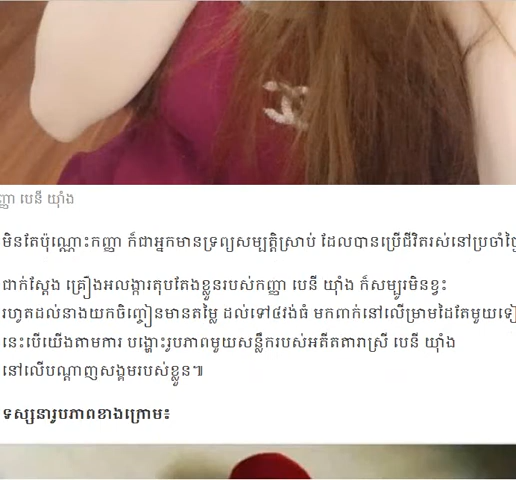 ញ្ញា បេនី យ៉ាំង
មិនតែប៉ុណ្ណោះកញ្ញា ក៏ជាអ្នកមានទ្រព្យសម្បត្តិស្រាប់ ដែលបានប្រើជីវិតរស់នៅប្រចាំថ្ងៃ
ជាក់ស្ដែង គ្រឿងអលង្ការតុបតែងខ្លួនរបស់កញ្ញា បេនី យ៉ាំង ក៏សម្បូរមិនខ្វះ
រហូតដល់នាងយកចិញ្ចៀនមានតម្លៃ ដល់ទៅ៤វង់ធំ មកពាក់នៅលើម្រាមដៃតែមួយទៀ
នេះបើយើងតាមការ បង្ហោះរូបភាពមួយសន្លឹករបស់អតីតតារាស្រី បេនី យ៉ាំង
នៅលើបណ្ដាញសង្គមរបស់ខ្លួន៕
ទស្សនារូបភាពខាងក្រោម៖